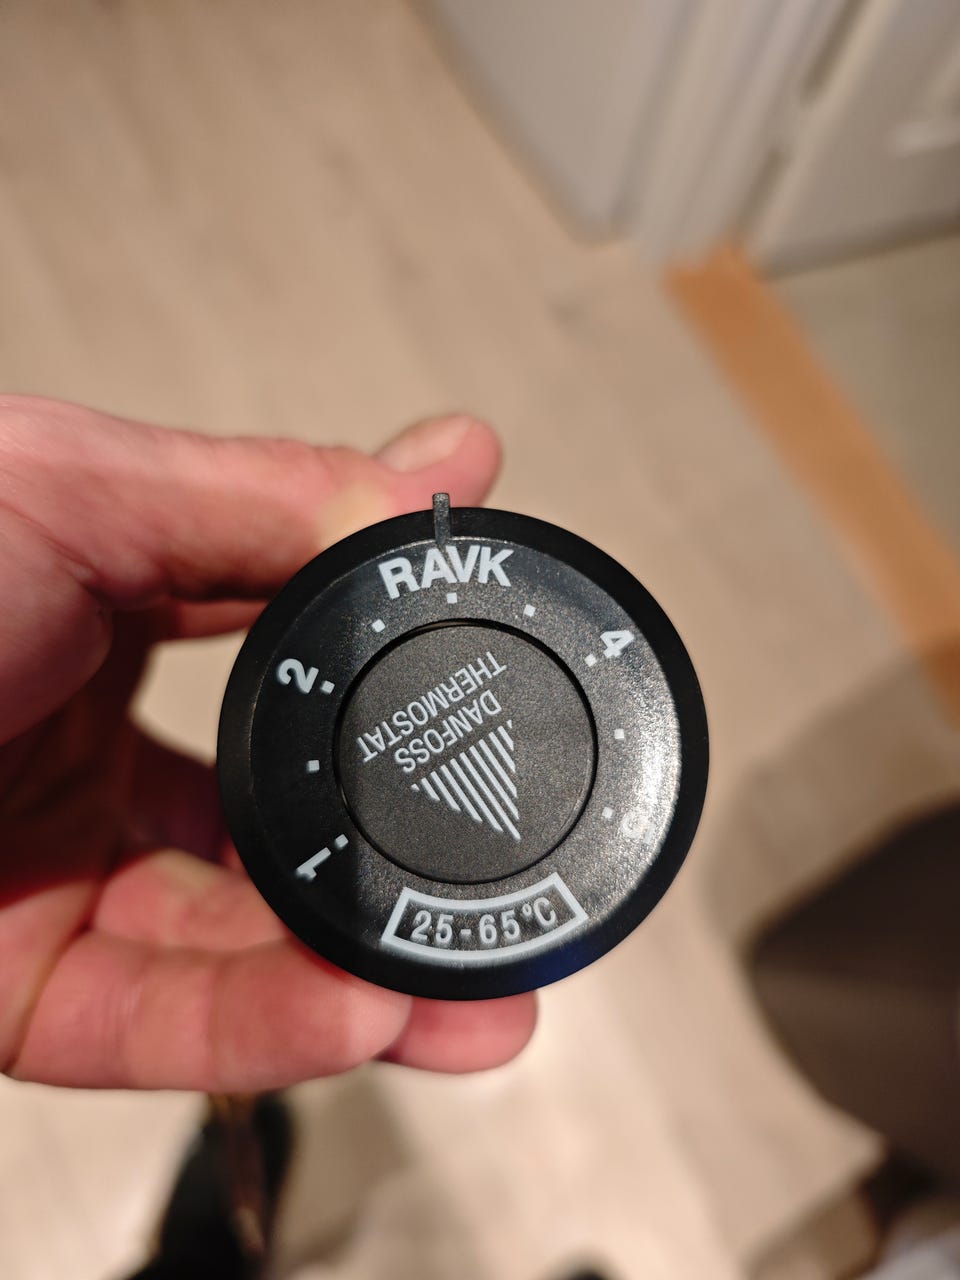 RAVK
1
2
4
5
DANFOSS
THERMOSTAT
25-65°C